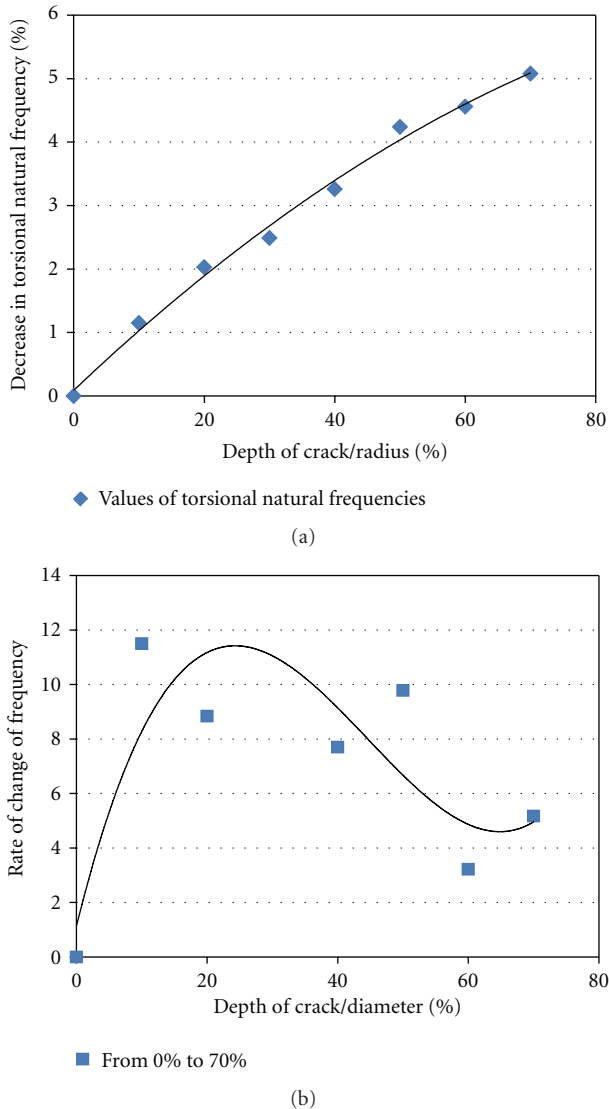 6
5
4
3
2
1
0
0 20 40 60 80
Decrease in torsional natural frequency (%)
Depth of crack/radius (%)
Values of torsional natural frequencies
(a)
14
12
10
8
6
4
2
0
0 20 40 60 80
Rate of change of frequency
Depth of crack/diameter (%)
From 0% to 70%
(b)